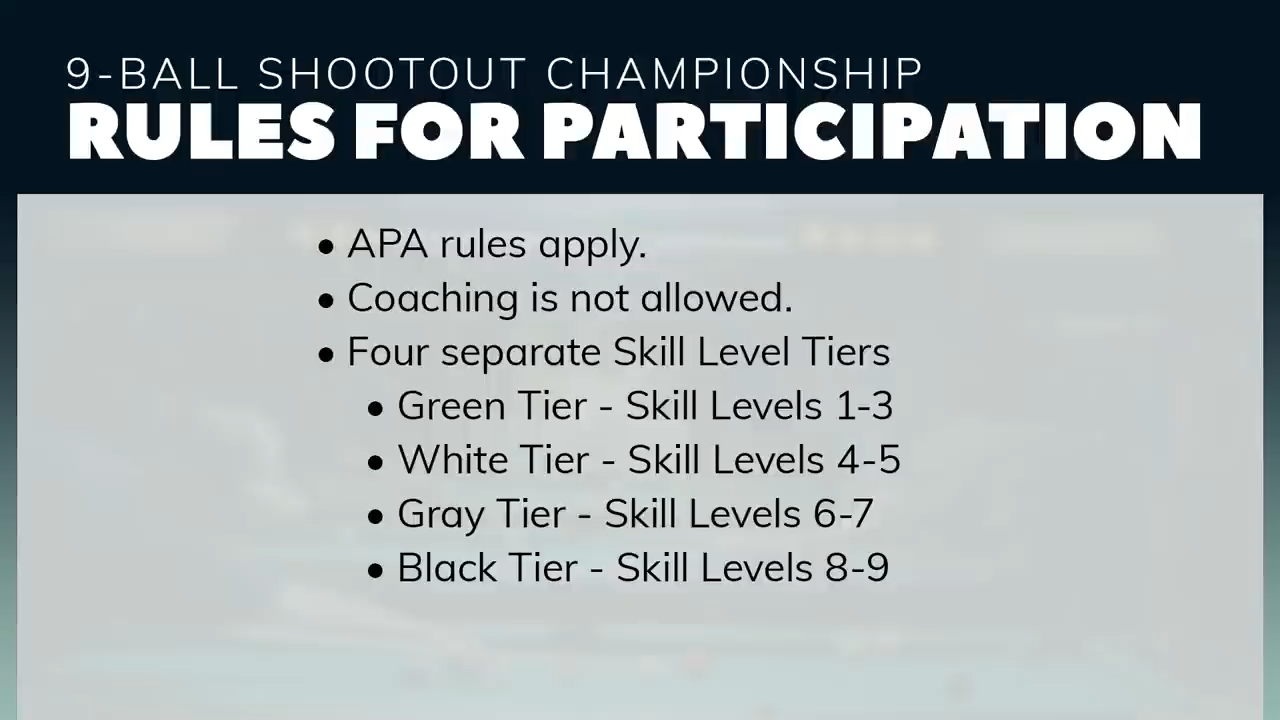 9-BALL SHOOTOUT CHAMPIONSHIP
RULES FOR PARTICIPATION
• APA rules apply.
• Coaching is not allowed.
• Four separate Skill Level Tiers
• Green Tier - Skill Levels 1-3
• White Tier - Skill Levels 4-5
• Gray Tier - Skill Levels 6-7
• Black Tier - Skill Levels 8-9